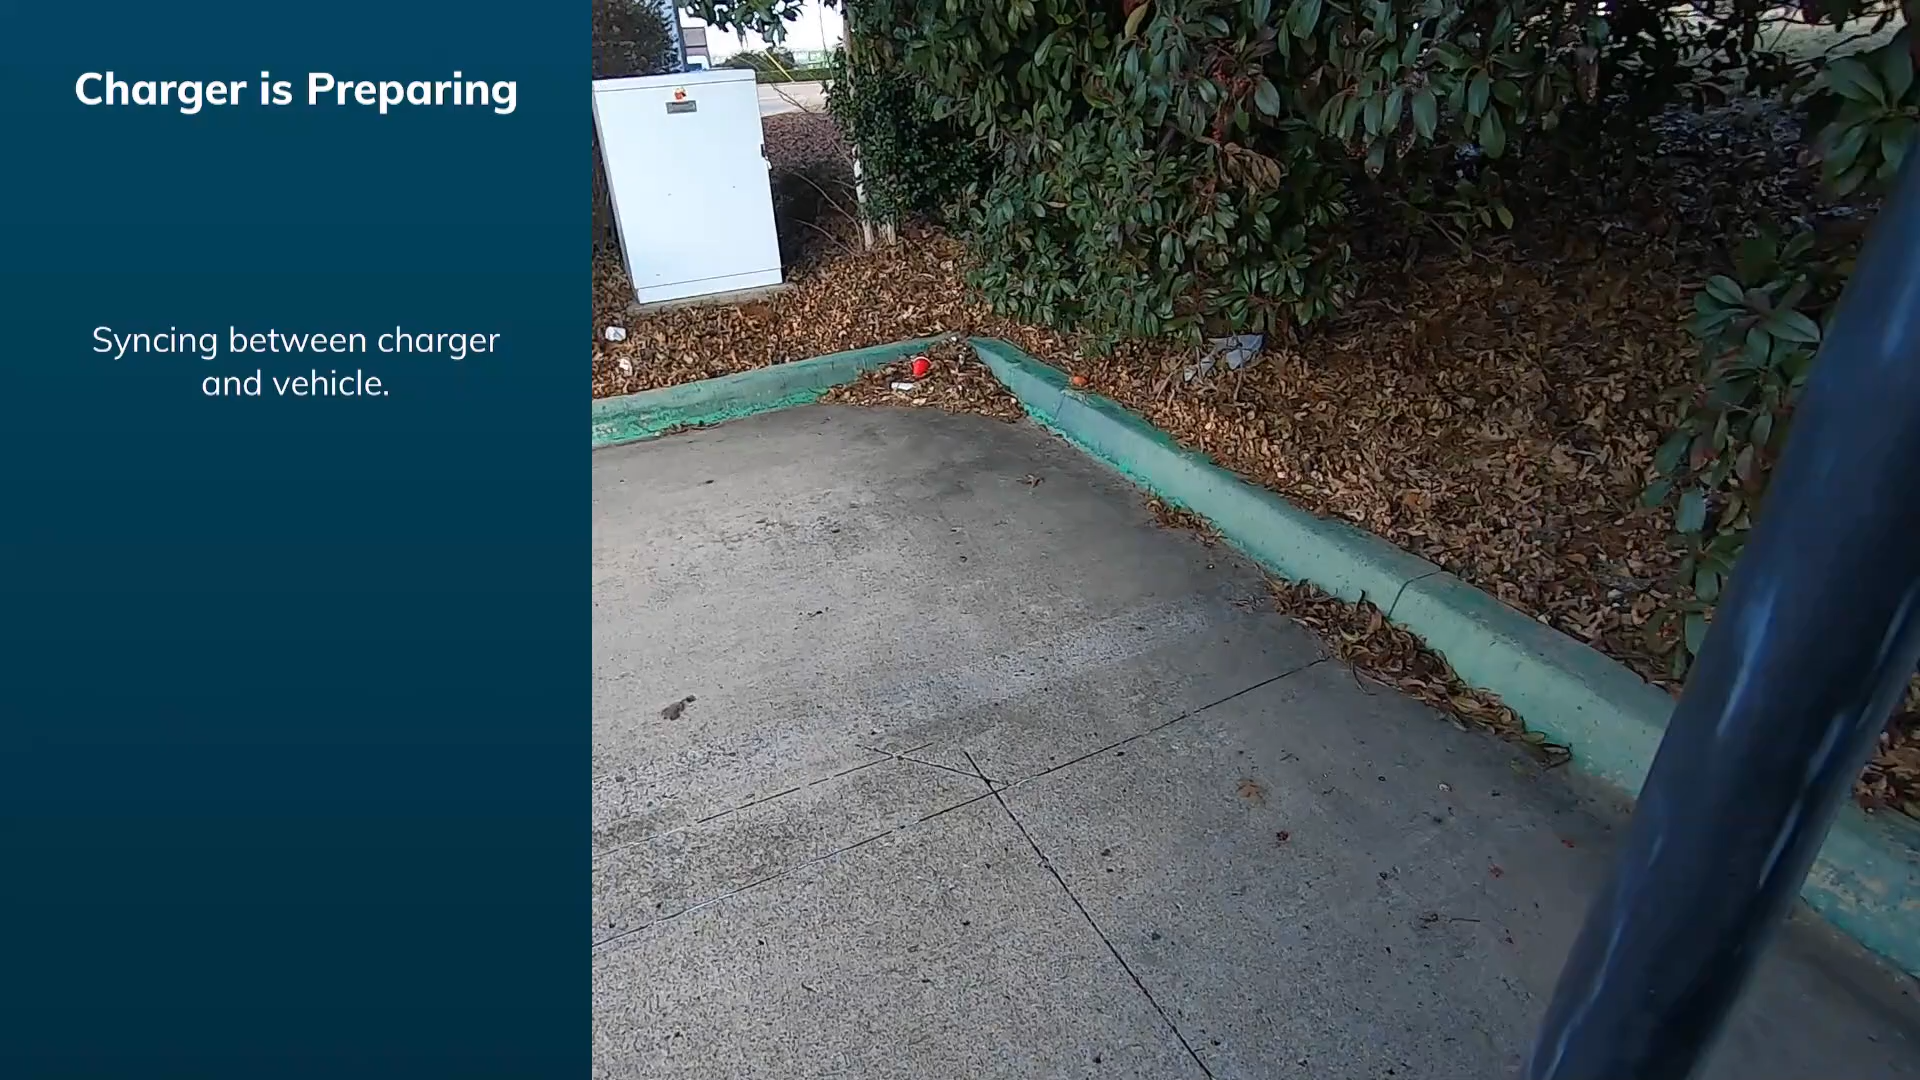 Charger is Preparing
Syncing between charger
and vehicle.